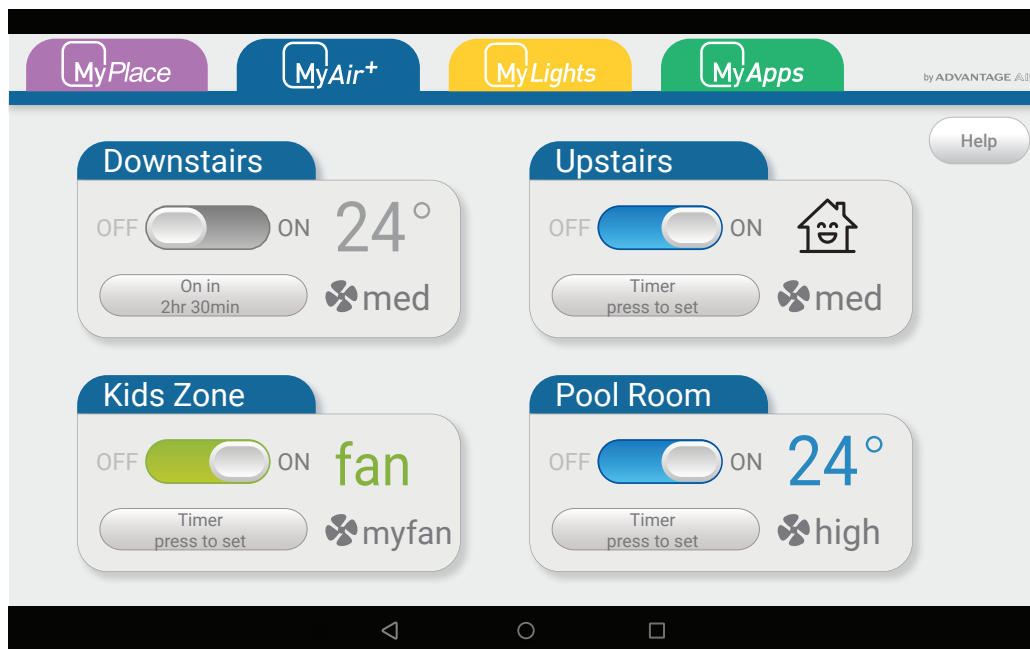 MyPlace
MyAir+
MyLights
MyApps
by ADVANTAGE AIR
Help
Downstairs
OFF ON 24°
On in
2hr 30min
med
Upstairs
OFF ON
Timer
press to set
med
Kids Zone
OFF ON fan
Timer
press to set
myfan
Pool Room
OFF ON 24°
Timer
press to set
high